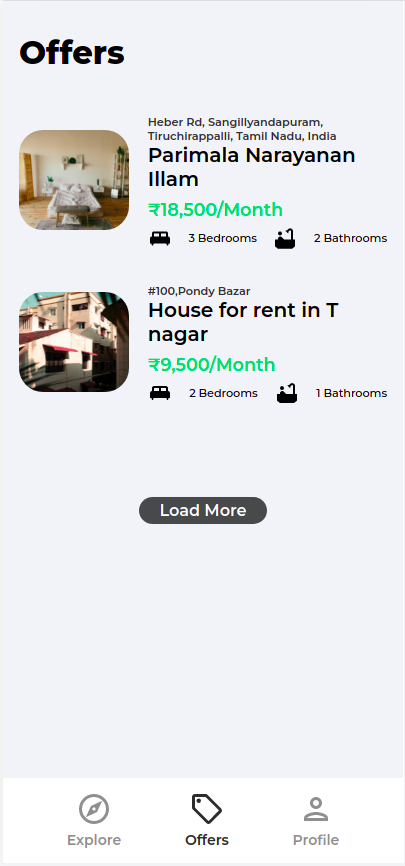 Offers
Heber Rd, Sangillyandapuram,
Tiruchirappalli, Tamil Nadu, India
Parimala Narayanan
Illam
₹18,500/Month
3 Bedrooms 2 Bathrooms
#100,Pondy Bazar
House for rent in T
nagar
₹9,500/Month
2 Bedrooms 1 Bathrooms
Load More
Explore Offers Profile